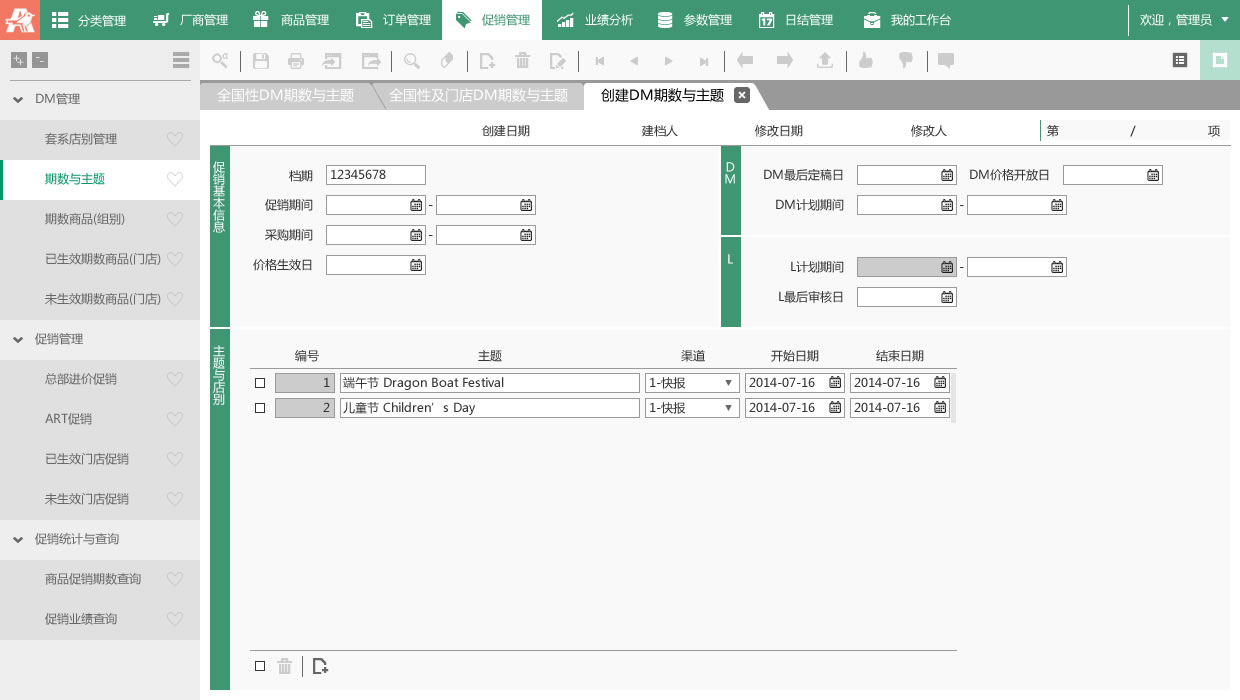 分类管理 厂商管理 商品管理 订单管理 促销管理 业绩分析 参数管理 日结管理 我的工作台 欢迎，管理员
DM管理
套系店别管理
期数与主题
期数商品(组别)
已生效期数商品(门店)
未生效期数商品(门店)
促销管理
总部进价促销
ART促销
已生效门店促销
未生效门店促销
促销统计与查询
商品促销期数查询
促销业绩查询
全国性DM期数与主题 全国性及门店DM期数与主题 创建DM期数与主题
创建日期 建档人 修改日期 修改人 第 / 项
促销基本信息
档期 12345678
促销期间 -
采购期间 -
价格生效日
DM
DM最后定稿日 DM价格开放日
DM计划期间 -
L
L计划期间 -
L最后审核日
主题与店别
编号 主题 渠道 开始日期 结束日期
1 端午节 Dragon Boat Festival 1-快报 2014-07-16 2014-07-16
2 儿童节 Children’s Day 1-快报 2014-07-16 2014-07-16